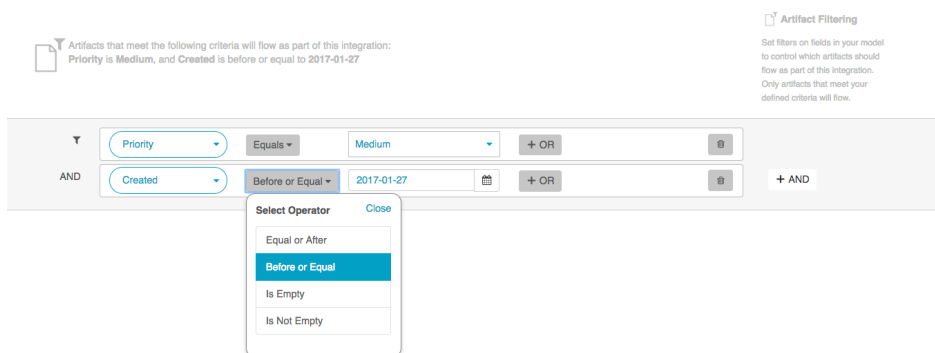 Artifact Filtering
Artifacts that meet the following criteria will flow as part of this integration:
Priority is Medium, and Created is before or equal to 2017-01-27
Set filters on fields in your model
to control which artifacts should
flow as part of this integration.
Only artifacts that meet your
defined criteria will flow.
Priority Equals Medium + OR
AND Created Before or Equal 2017-01-27 + OR + AND
Select Operator Close
Equal or After
Before or Equal
Is Empty
Is Not Empty